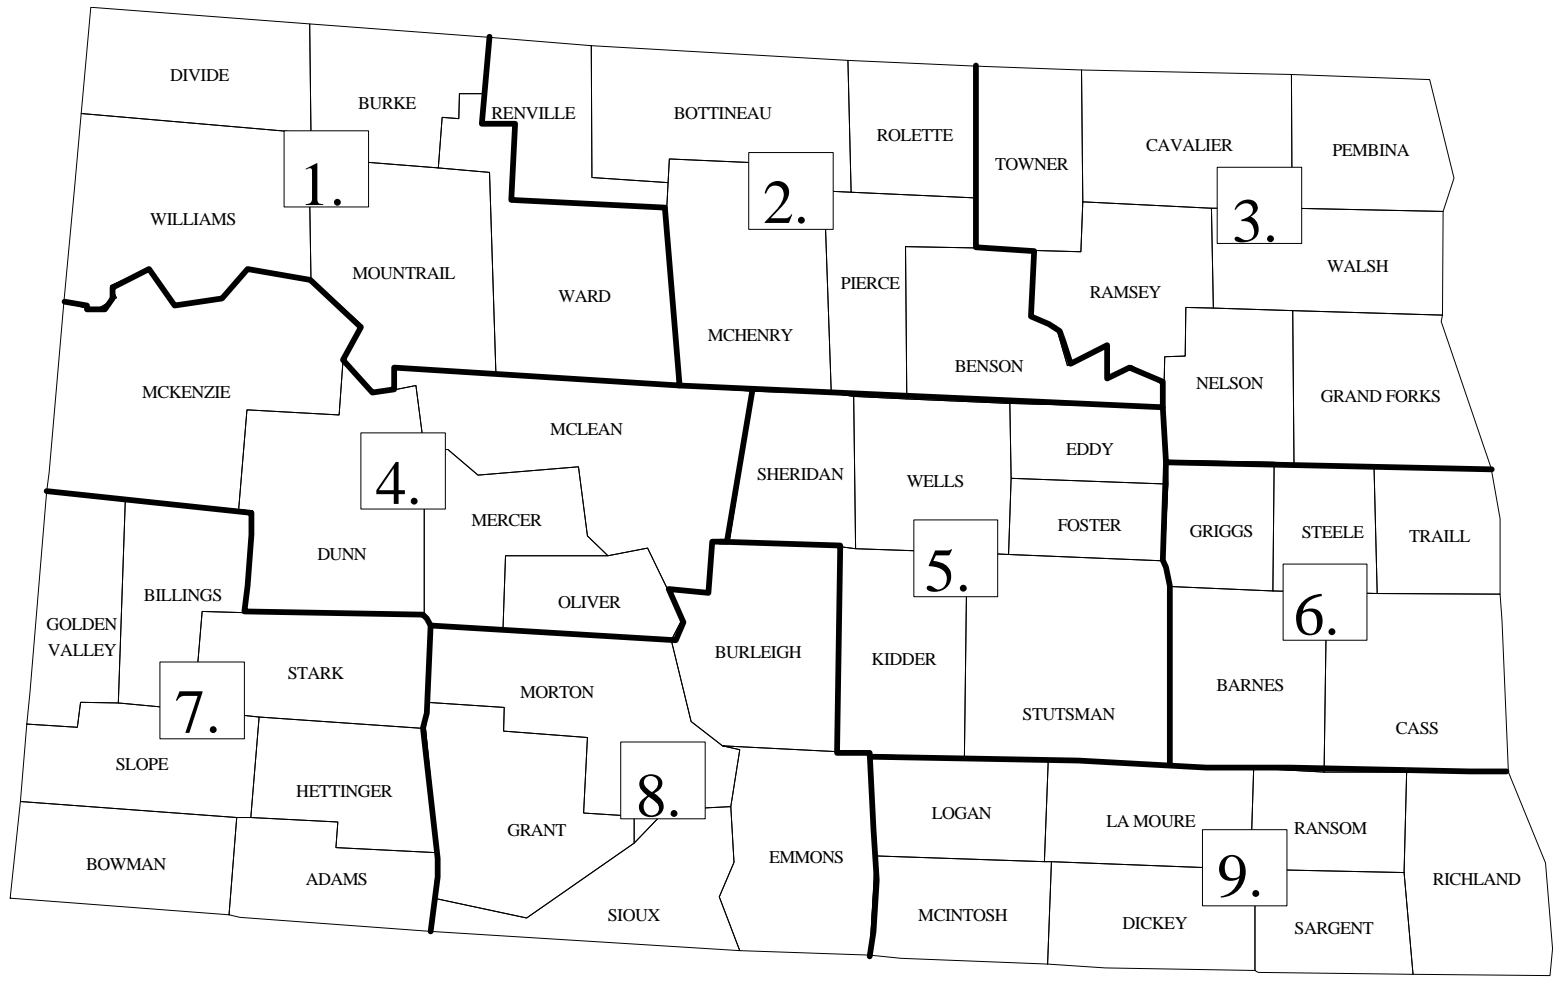 DIVIDE
BURKE
RENVILLE
BOTTINEAU
ROLETTE
TOWNER
CAVALIER
PEMBINA
WILLIAMS
1.
MOUNTRAIL
WARD
2.
MCHENRY
PIERCE
BENSON
RAMSEY
3.
WALSH
NELSON
GRAND FORKS
MCKENZIE
DUNN
4.
MCLEAN
MERCER
OLIVER
SHERIDAN
WELLS
EDDY
FOSTER
5.
KIDDER
STUTSMAN
GRIGGS
STEELE
TRAILL
6.
BARNES
CASS
GOLDEN
VALLEY
BILLINGS
STARK
7.
SLOPE
HETTINGER
BOWMAN
ADAMS
MORTON
BURLEIGH
8.
GRANT
SIOUX
EMMONS
LOGAN
LA MOURE
RANSOM
9.
RICHLAND
MCINTOSH
DICKEY
SARGENT